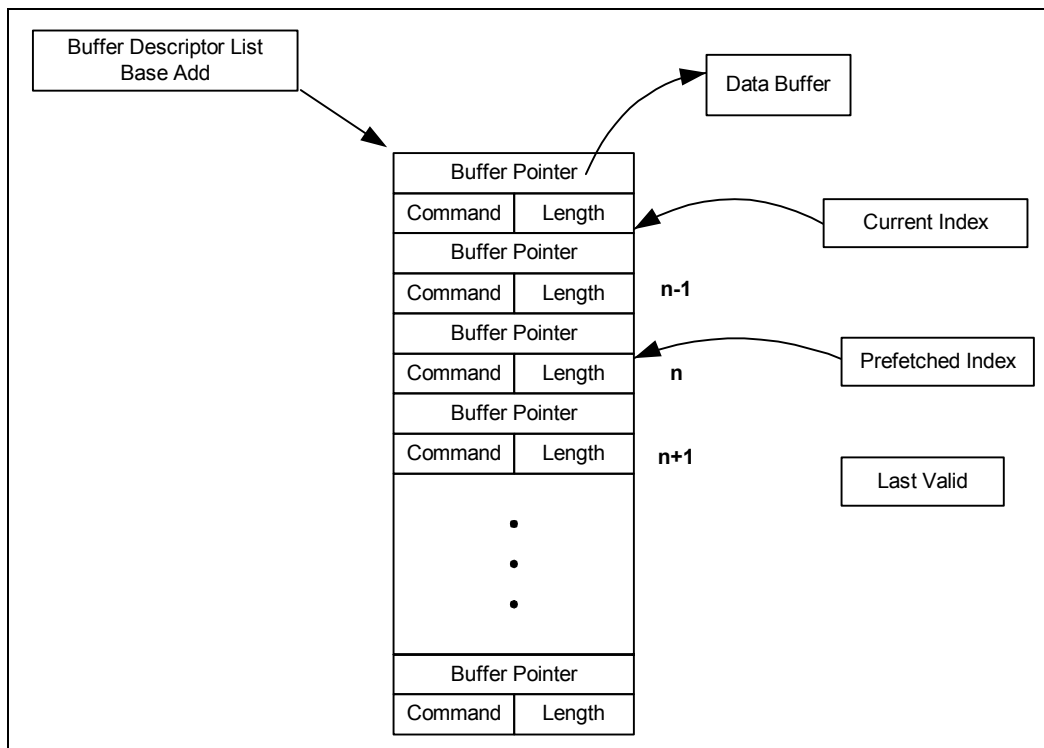 Buffer Descriptor List
Base Add
Data Buffer
Buffer Pointer
Command Length
Current Index
Buffer Pointer
Command Length
n-1
Buffer Pointer
Prefetched Index
Command Length
n
Buffer Pointer
Command Length
n+1
Last Valid
Buffer Pointer
Command Length